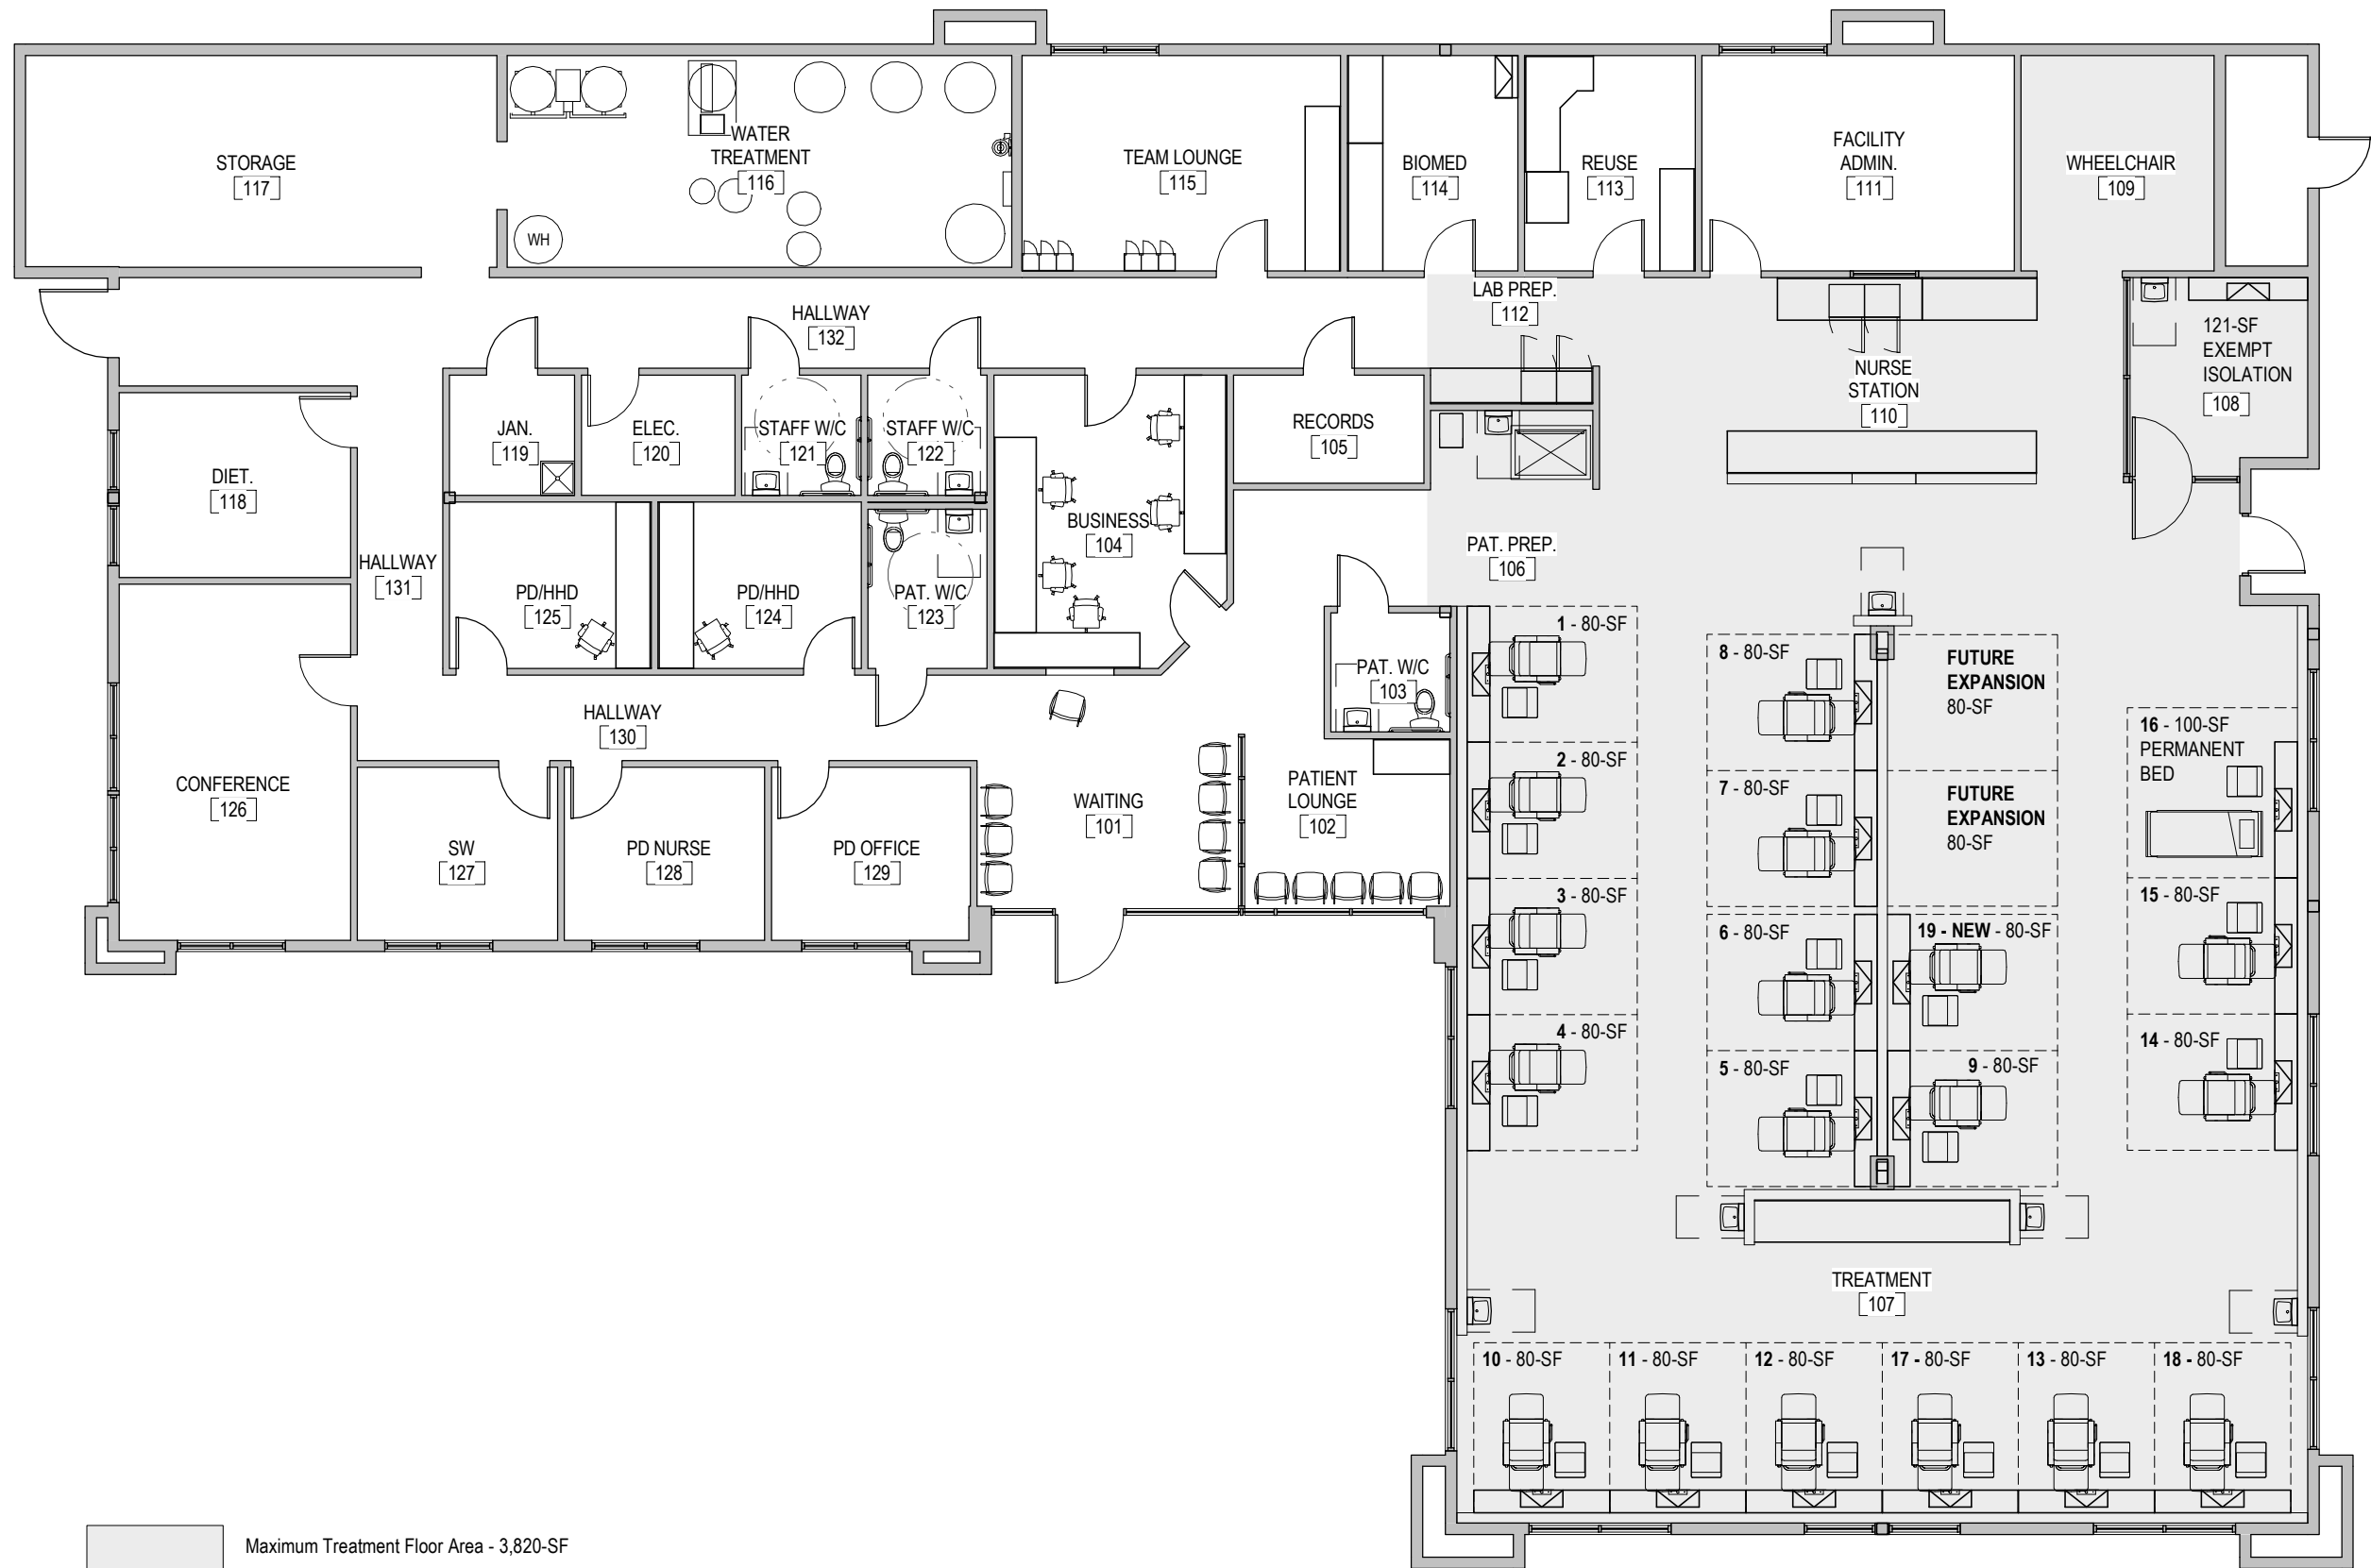 STORAGE
117
WATER
TREATMENT
116
WH
TEAM LOUNGE
115
BIOMED
114
REUSE
113
FACILITY
ADMIN.
111
WHEELCHAIR
109
HALLWAY
132
LAB PREP.
112
NURSE
STATION
110
121-SF
EXEMPT
ISOLATION
108
DIET.
118
JAN.
119
ELEC.
120
STAFF W/C
121
STAFF W/C
122
BUSINESS
104
RECORDS
105
PAT. PREP.
106
HALLWAY
131
PD/HHD
125
PD/HHD
124
PAT. W/C
123
PAT. W/C
103
HALLWAY
130
CONFERENCE
126
SW
127
PD NURSE
128
PD OFFICE
129
WAITING
101
PATIENT
LOUNGE
102
1 - 80-SF
2 - 80-SF
3 - 80-SF
4 - 80-SF
8 - 80-SF
7 - 80-SF
6 - 80-SF
5 - 80-SF
FUTURE
EXPANSION
80-SF
FUTURE
EXPANSION
80-SF
19 - NEW - 80-SF
9 - 80-SF
16 - 100-SF
PERMANENT
BED
15 - 80-SF
14 - 80-SF
TREATMENT
107
10 - 80-SF
11 - 80-SF
12 - 80-SF
17 - 80-SF
13 - 80-SF
18 - 80-SF
Maximum Treatment Floor Area - 3,820-SF